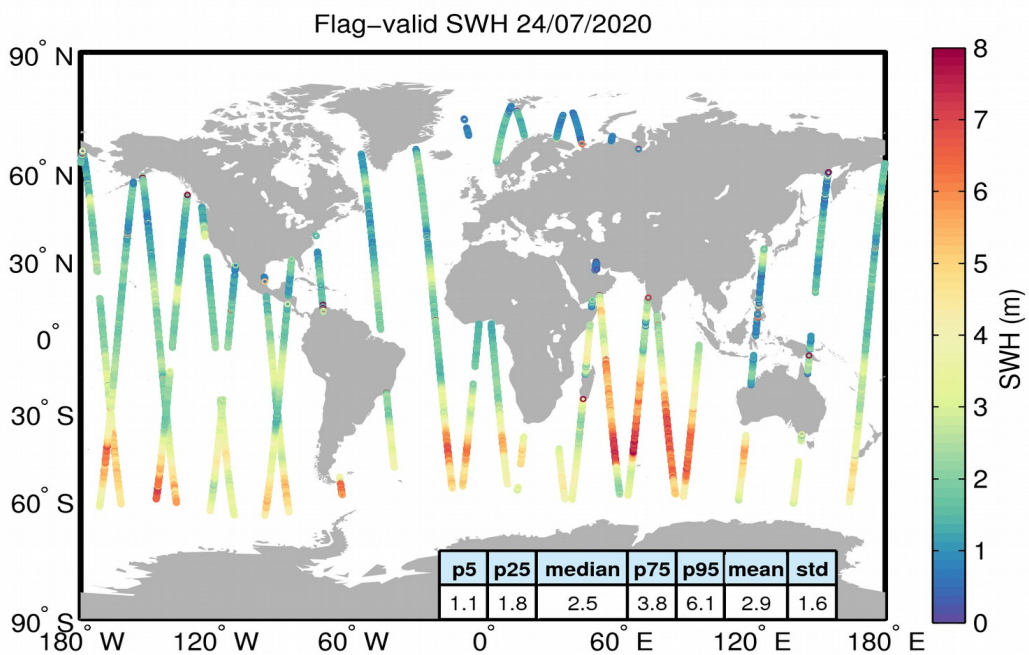 Flag−valid SWH 24/07/2020
90° N
60° N
30° N
0°
30° S
60° S
90° S
180° W
120° W
60° W
0°
60° E
120° E
180° E
p5 p25 median p75 p95 mean std
1.1 1.8 2.5 3.8 6.1 2.9 1.6
8
7
6
5
4
3
2
1
0
SWH (m)